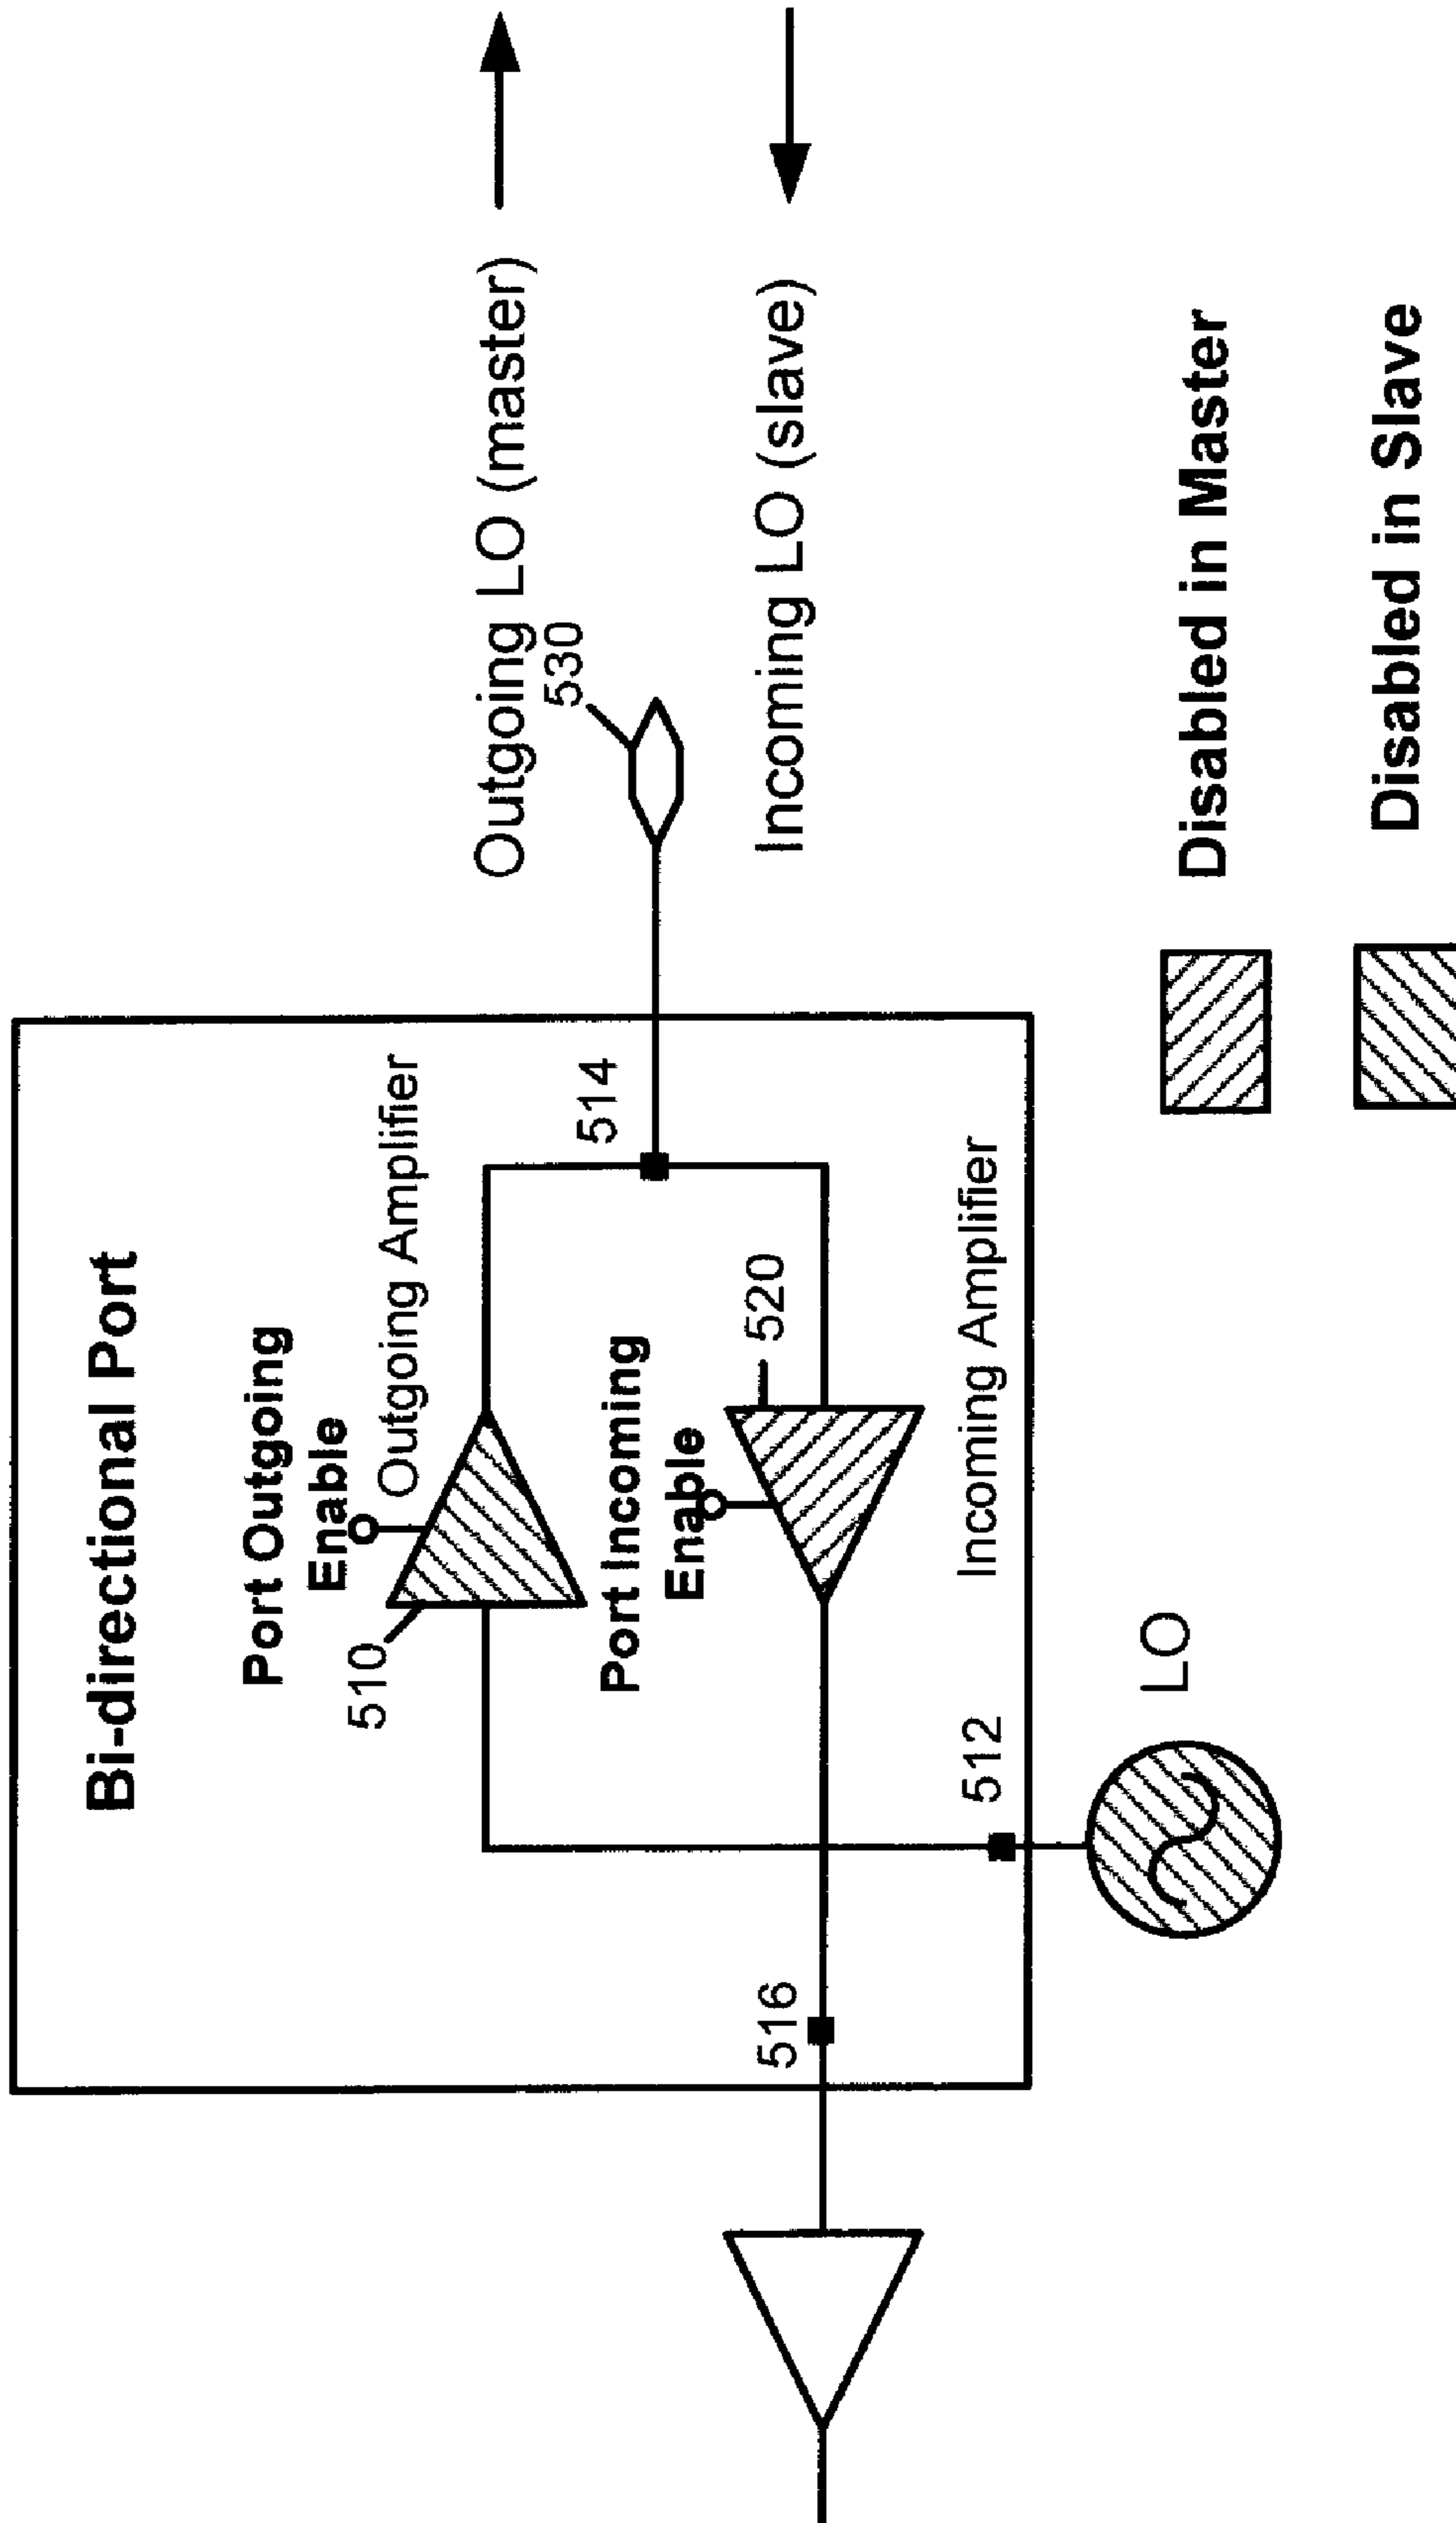 Bi-directional Port
Port Outgoing
Enable
510
Outgoing Amplifier
514
Port Incoming
Enable
520
Incoming Amplifier
516
512
LO
Outgoing LO (master)
530
Incoming LO (slave)
Disabled in Master
Disabled in Slave